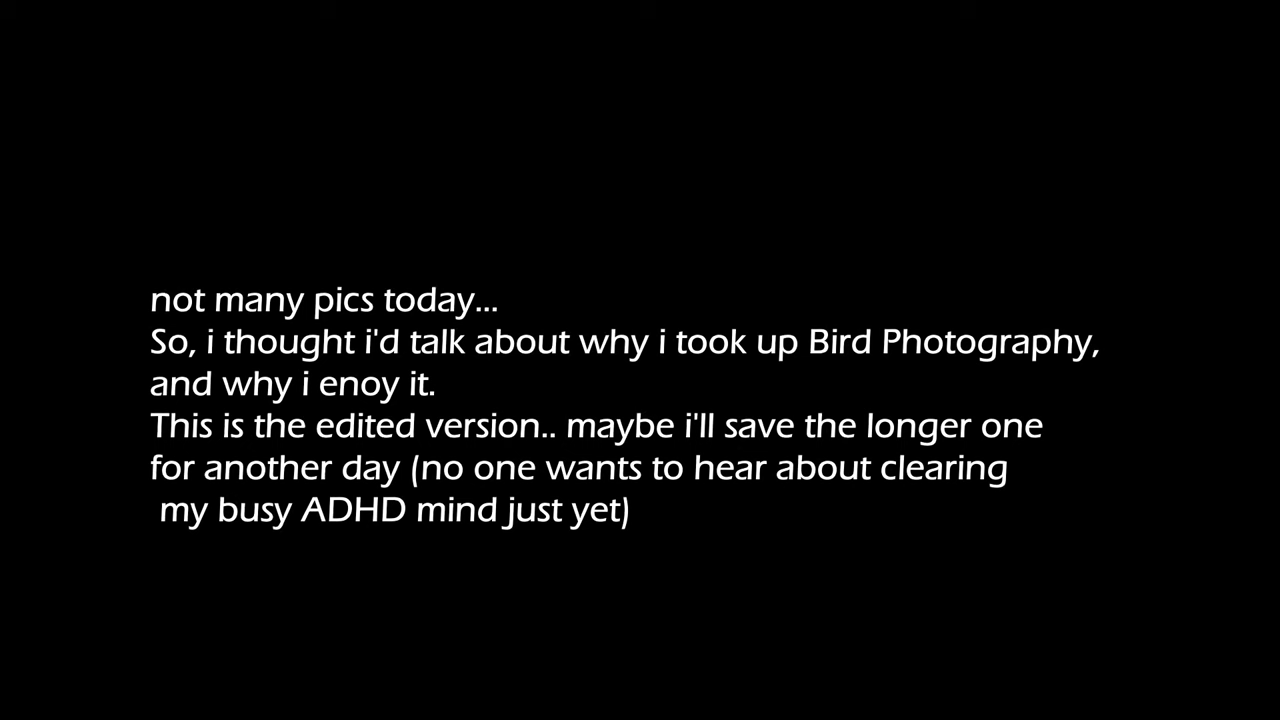 not many pics today...
So, i thought i'd talk about why i took up Bird Photography,
and why i enoy it.
This is the edited version.. maybe i'll save the longer one
for another day (no one wants to hear about clearing
my busy ADHD mind just yet)